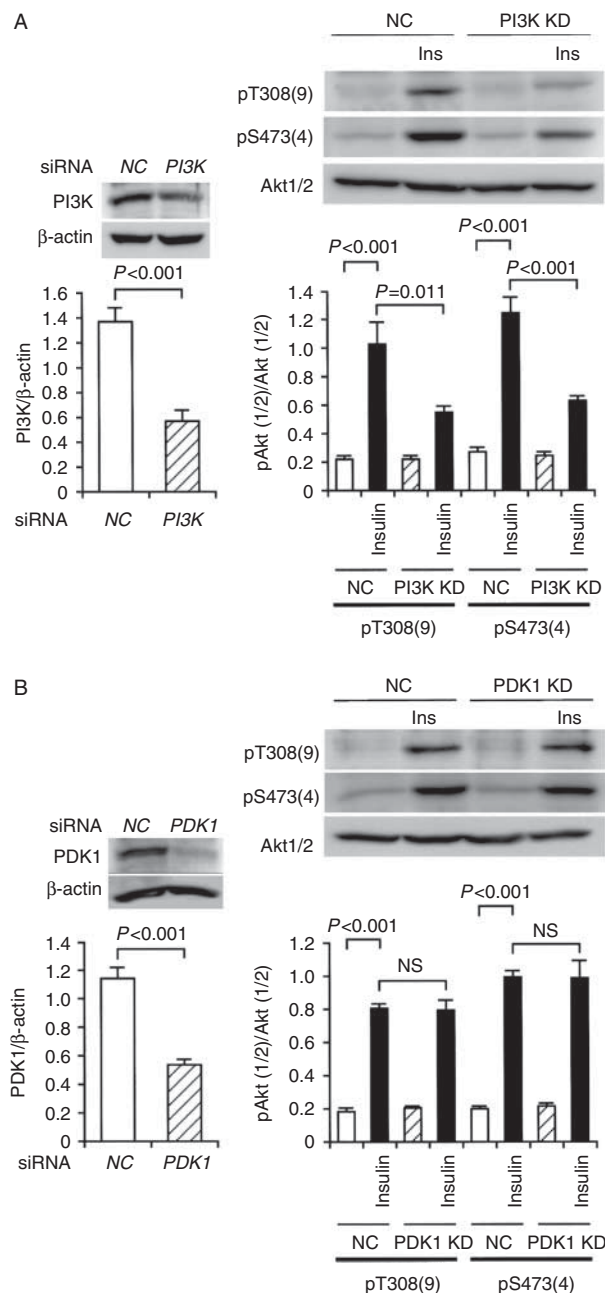 A
NC PI3K KD
Ins Ins
pT308(9)
pS473(4)
Akt1/2
siRNA NC PI3K
PI3K
β-actin
P<0.001
1.6
1.4
1.2
1.0
0.8
0.6
0.4
0.2
0
PI3K/β-actin
siRNA NC PI3K
P<0.001
P<0.001
P=0.011
P<0.001
1.4
1.2
1.0
0.8
0.6
0.4
0.2
0
pAkt (1/2)/Akt (1/2)
Insulin Insulin Insulin Insulin
NC PI3K KD NC PI3K KD
pT308(9) pS473(4)
B
NC PDK1 KD
Ins Ins
pT308(9)
pS473(4)
Akt1/2
siRNA NC PDK1
PDK1
β-actin
P<0.001
1.4
1.2
1.0
0.8
0.6
0.4
0.2
0
PDK1/β-actin
siRNA NC PDK1
P<0.001
P<0.001
NS
NS
1.2
1.0
0.8
0.6
0.4
0.2
0
pAkt (1/2)/Akt (1/2)
Insulin Insulin Insulin Insulin
NC PDK1 KD NC PDK1 KD
pT308(9) pS473(4)